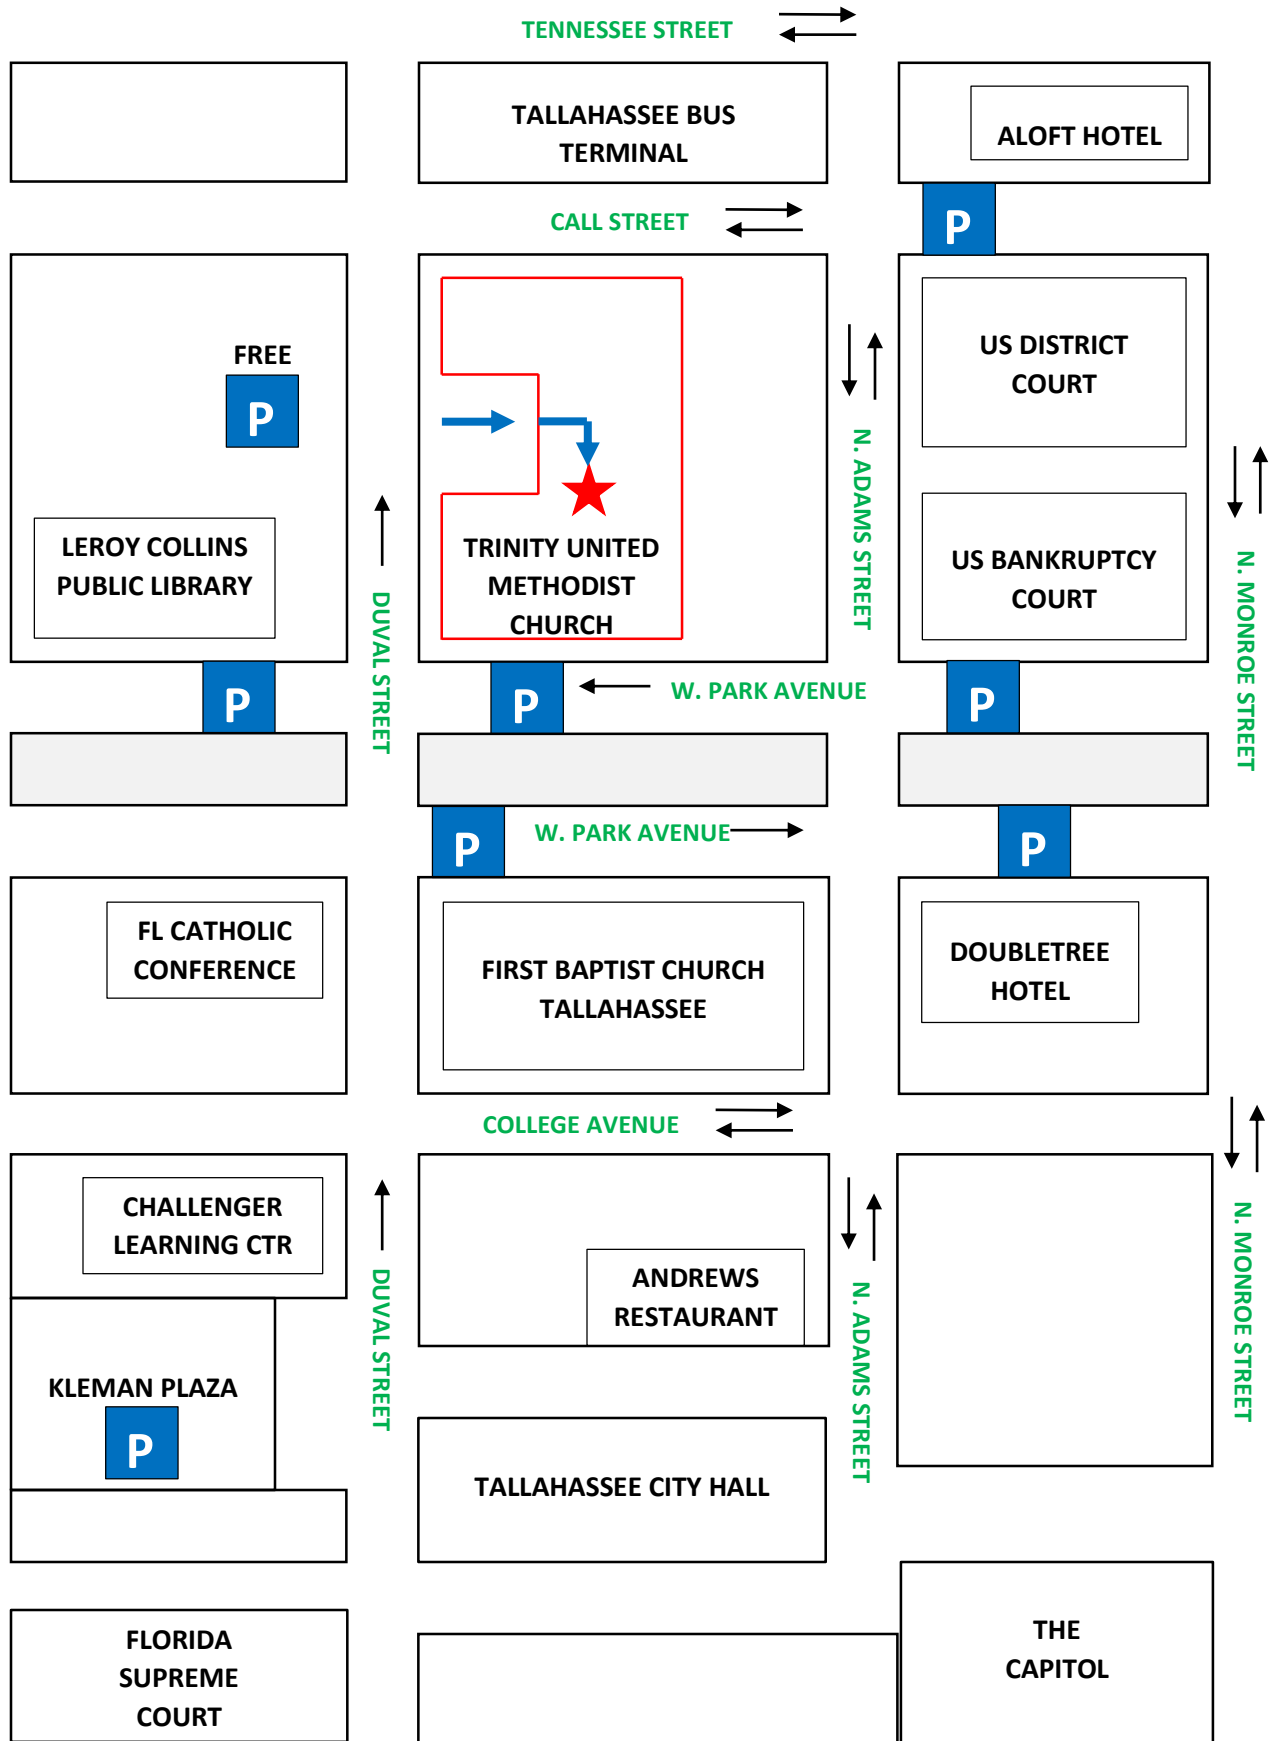 TENNESSEE STREET
TALLAHASSEE BUS
TERMINAL
ALOFT HOTEL
CALL STREET
P
FREE
P
US DISTRICT
COURT
N. ADAMS STREET
LEROY COLLINS
PUBLIC LIBRARY
TRINITY UNITED
METHODIST
CHURCH
US BANKRUPTCY
COURT
DUVAL STREET
N. MONROE STREET
P
P
W. PARK AVENUE
P
P
W. PARK AVENUE
P
FL CATHOLIC
CONFERENCE
FIRST BAPTIST CHURCH
TALLAHASSEE
DOUBLETREE
HOTEL
COLLEGE AVENUE
CHALLENGER
LEARNING CTR
DUVAL STREET
ANDREWS
RESTAURANT
N. ADAMS STREET
N. MONROE STREET
KLEMAN PLAZA
P
TALLAHASSEE CITY HALL
FLORIDA
SUPREME
COURT
THE
CAPITOL